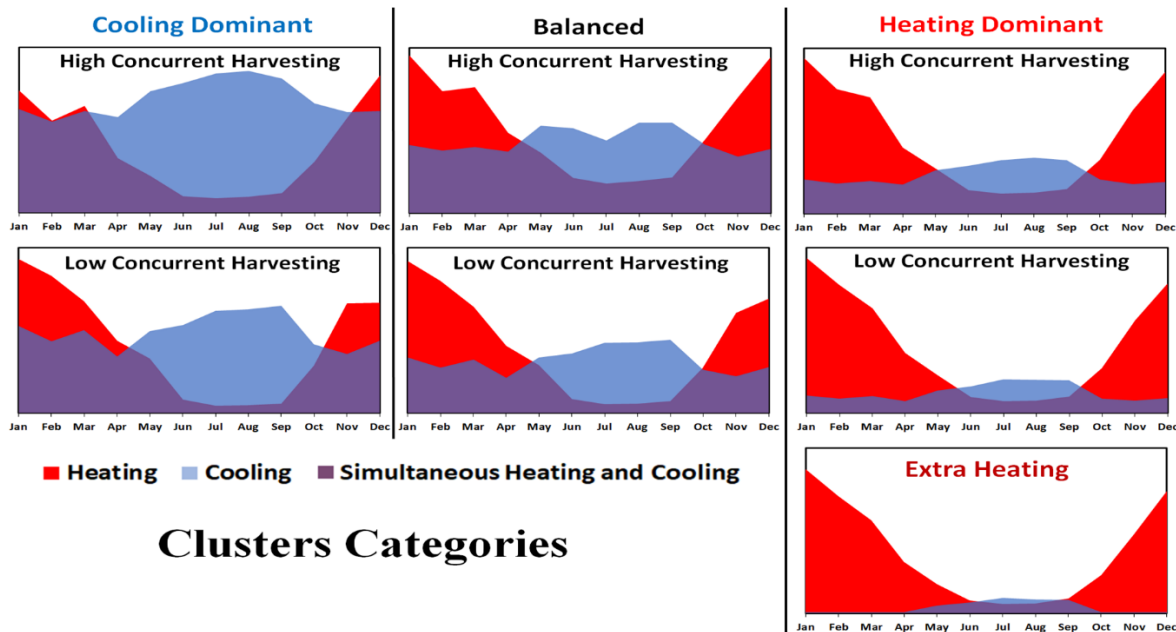 Cooling Dominant
High Concurrent Harvesting
Jan Feb Mar Apr May Jun Jul Aug Sep Oct Nov Dec
Low Concurrent Harvesting
Jan Feb Mar Apr May Jun Jul Aug Sep Oct Nov Dec
Balanced
High Concurrent Harvesting
Jan Feb Mar Apr May Jun Jul Aug Sep Oct Nov Dec
Low Concurrent Harvesting
Jan Feb Mar Apr May Jun Jul Aug Sep Oct Nov Dec
Heating Dominant
High Concurrent Harvesting
Jan Feb Mar Apr May Jun Jul Aug Sep Oct Nov Dec
Low Concurrent Harvesting
Jan Feb Mar Apr May Jun Jul Aug Sep Oct Nov Dec
Extra Heating
Jan Feb Mar Apr May Jun Jul Aug Sep Oct Nov Dec
Heating Cooling Simultaneous Heating and Cooling
Clusters Categories